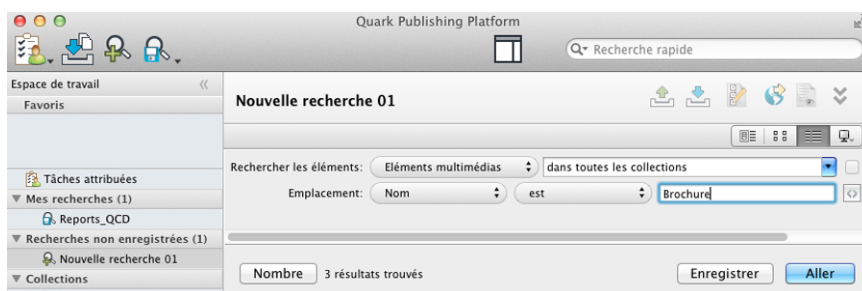 Quark Publishing Platform
Recherche rapide
Espace de travail
Favoris
Nouvelle recherche 01
Rechercher les éléments: Eléments multimédias dans toutes les collections
Tâches attribuées
Emplacement: Nom est Brochure
Mes recherches (1)
Reports_QCD
Recherches non enregistrées (1)
Nouvelle recherche 01
Collections
Nombre 3 résultats trouvés Enregistrer Aller